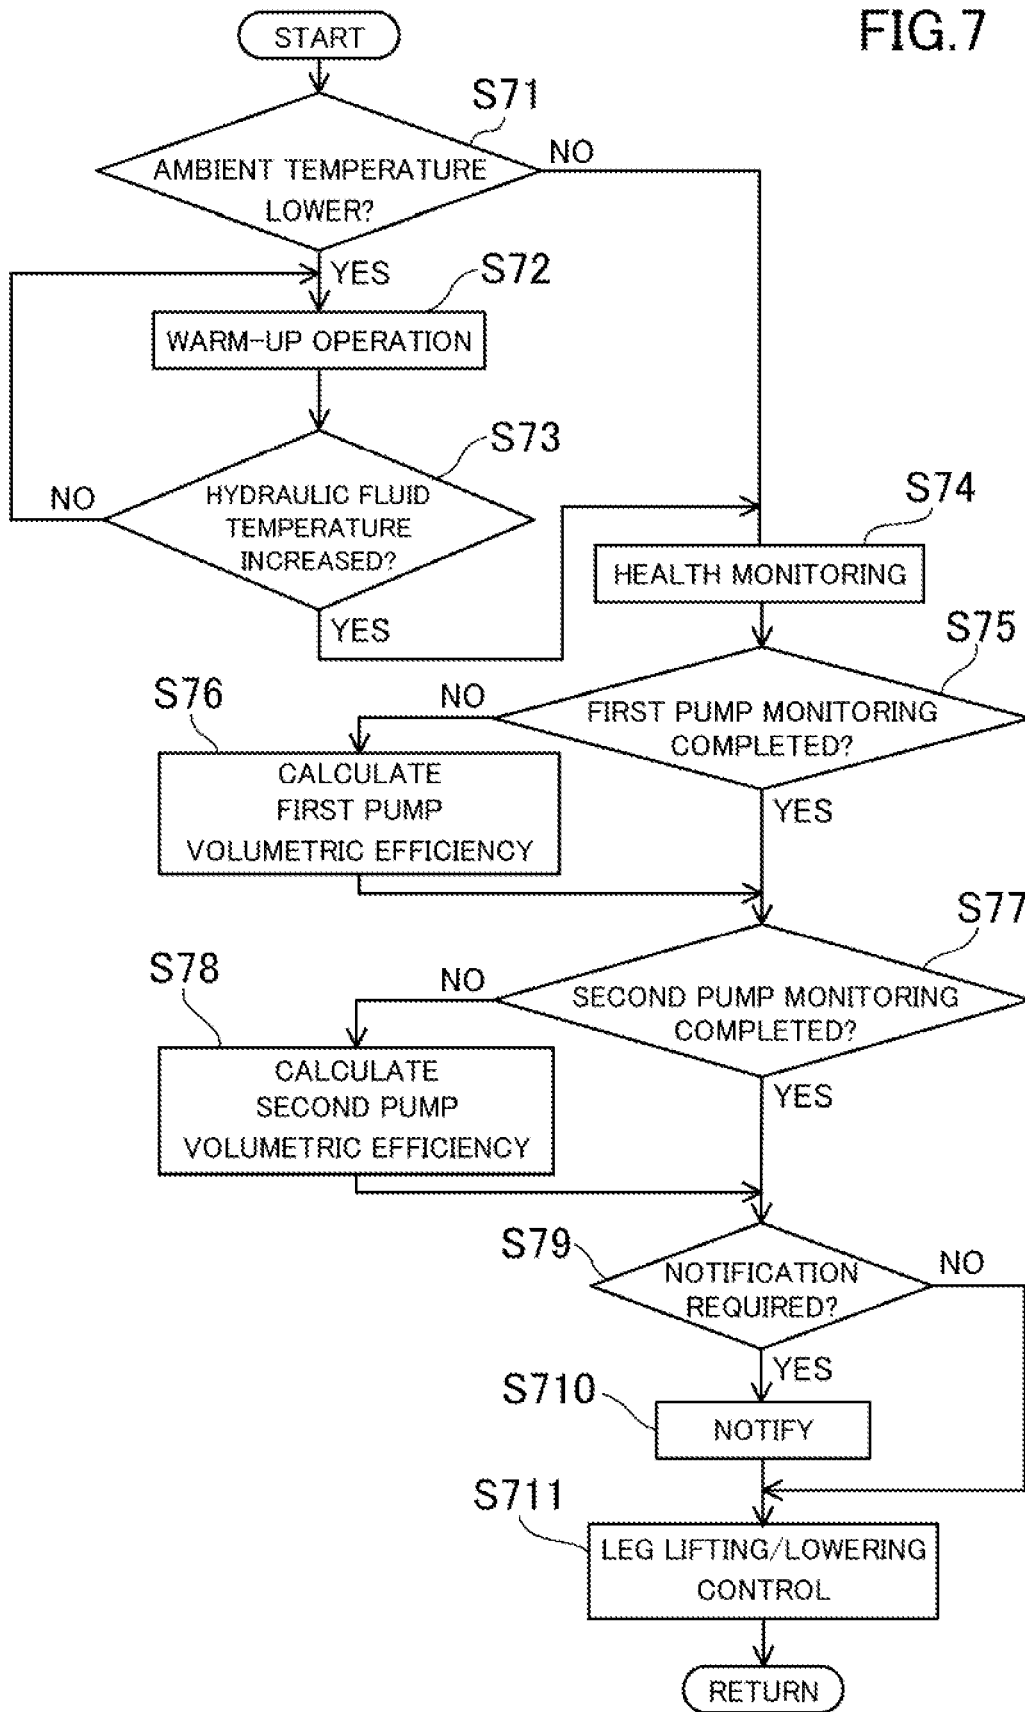 FIG.7
START
S71
AMBIENT TEMPERATURE
LOWER?
NO
YES
S72
WARM-UP OPERATION
S73
HYDRAULIC FLUID
TEMPERATURE
INCREASED?
NO
YES
S74
HEALTH MONITORING
S75
FIRST PUMP MONITORING
COMPLETED?
NO
YES
S76
CALCULATE
FIRST PUMP
VOLUMETRIC EFFICIENCY
S77
SECOND PUMP MONITORING
COMPLETED?
NO
YES
S78
CALCULATE
SECOND PUMP
VOLUMETRIC EFFICIENCY
S79
NOTIFICATION
REQUIRED?
NO
YES
S710
NOTIFY
S711
LEG LIFTING/LOWERING
CONTROL
RETURN